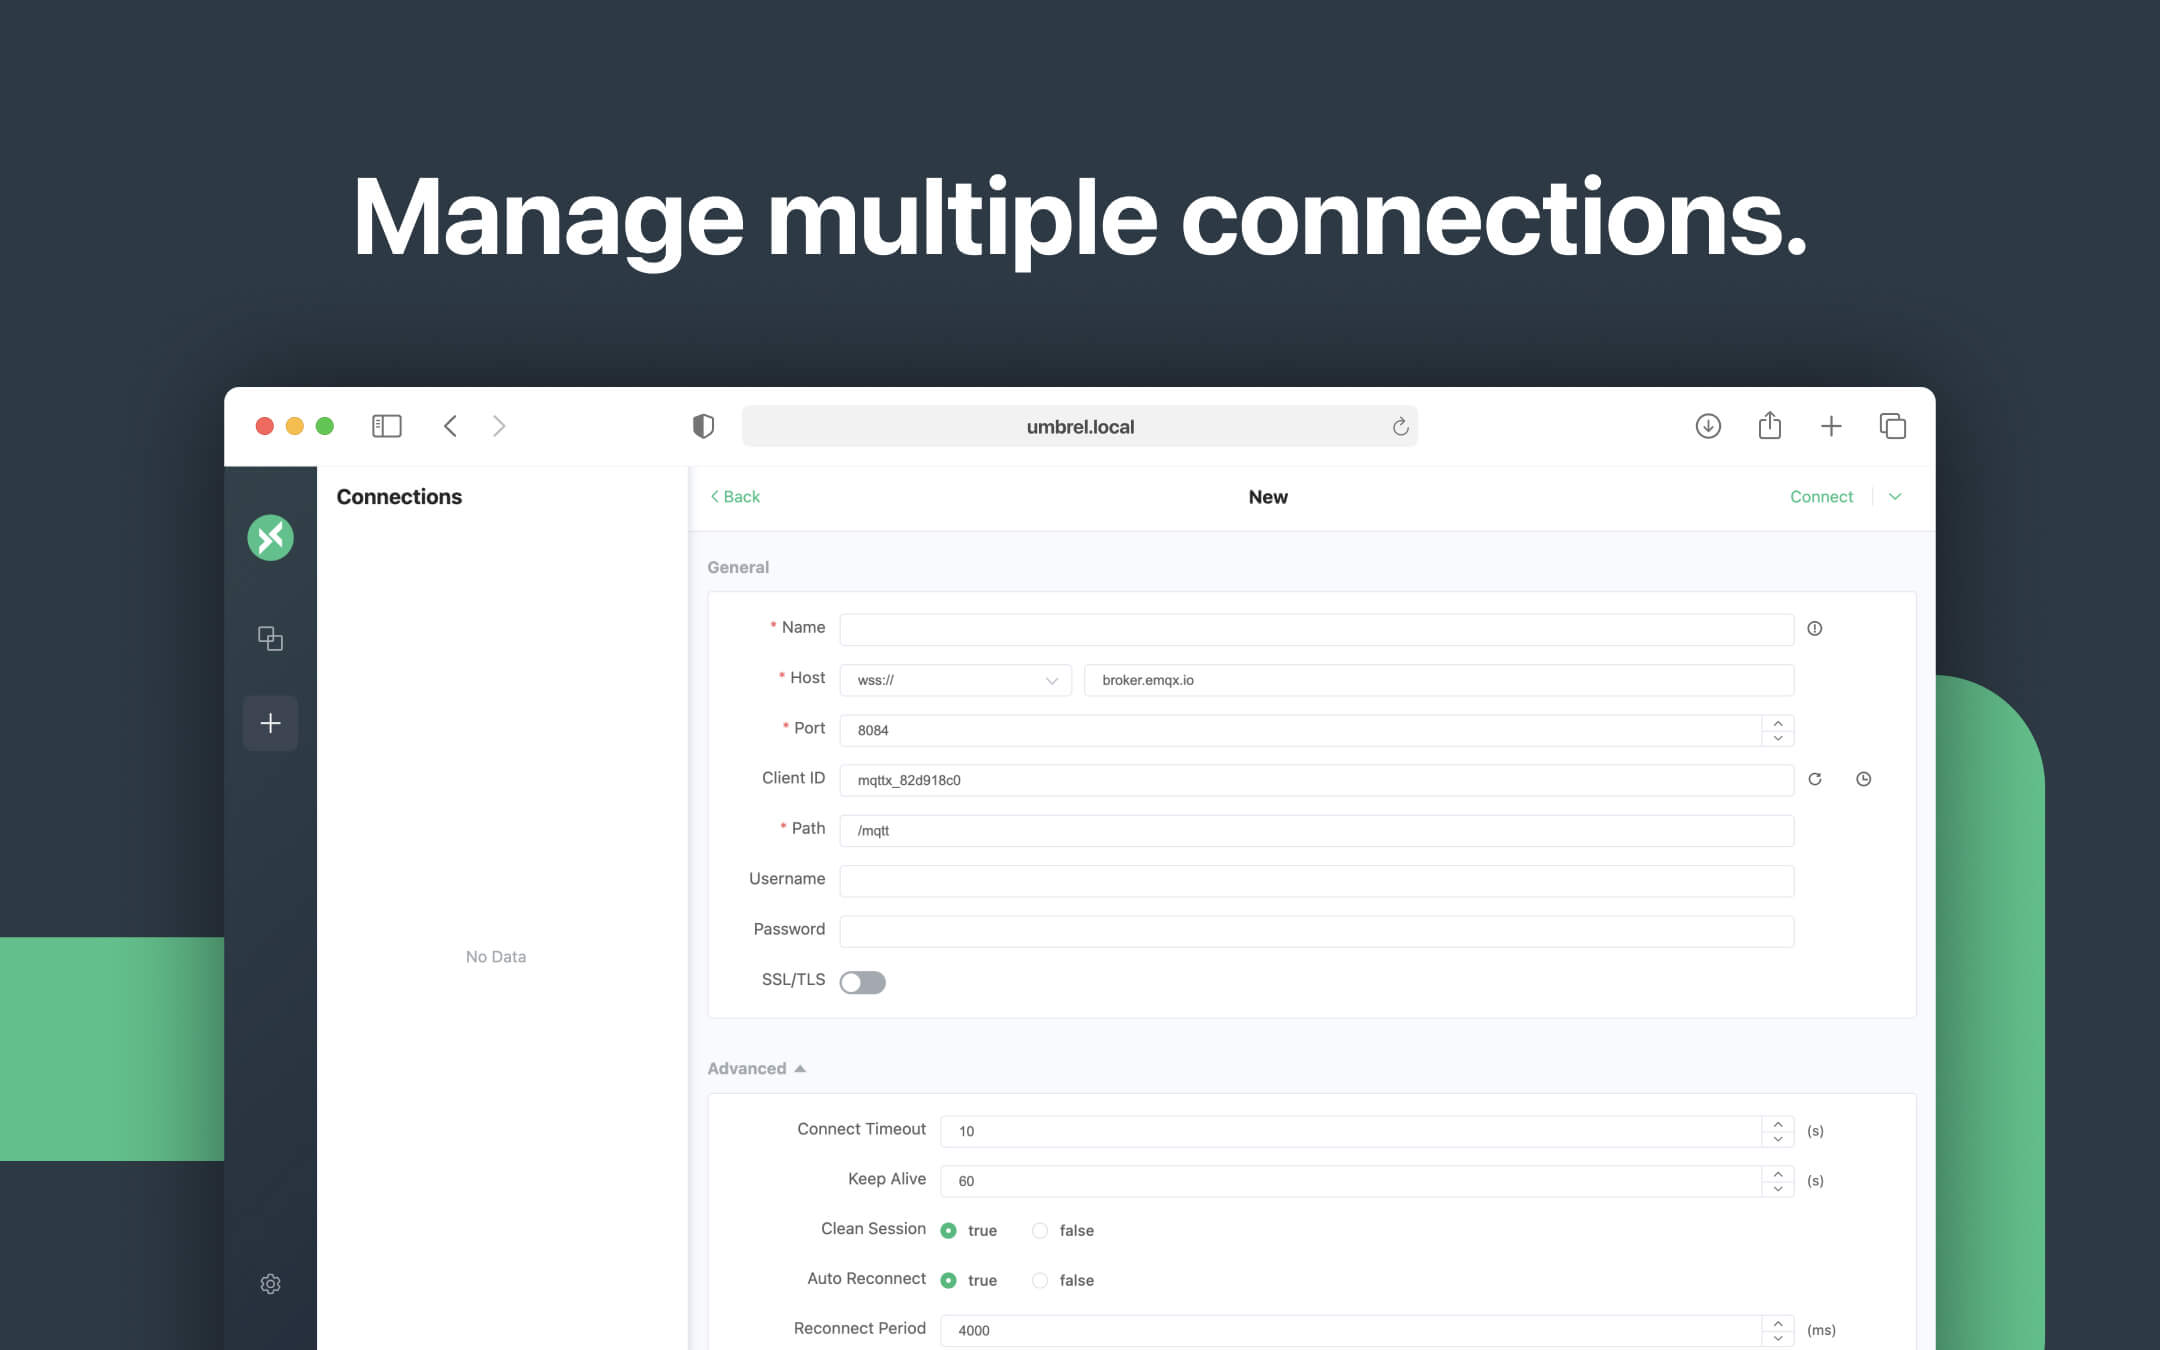 Manage multiple connections.
umbrel.local
Connections
Back
New
Connect
General
* Name
* Host wss:// broker.emqx.io
* Port 8084
Client ID mqttx_82d918c0
* Path /mqtt
Username
Password
No Data
SSL/TLS
Advanced
Connect Timeout 10 (s)
Keep Alive 60 (s)
Clean Session true false
Auto Reconnect true false
Reconnect Period 4000 (ms)